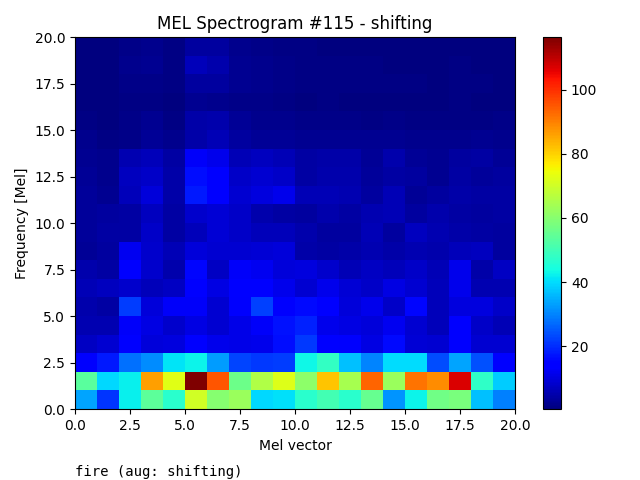 MEL Spectrogram #115 - shifting
20.0
17.5
15.0
12.5
10.0
7.5
5.0
2.5
0.0
Frequency [Mel]
0.0 2.5 5.0 7.5 10.0 12.5 15.0 17.5 20.0
Mel vector
100
80
60
40
20
fire (aug: shifting)